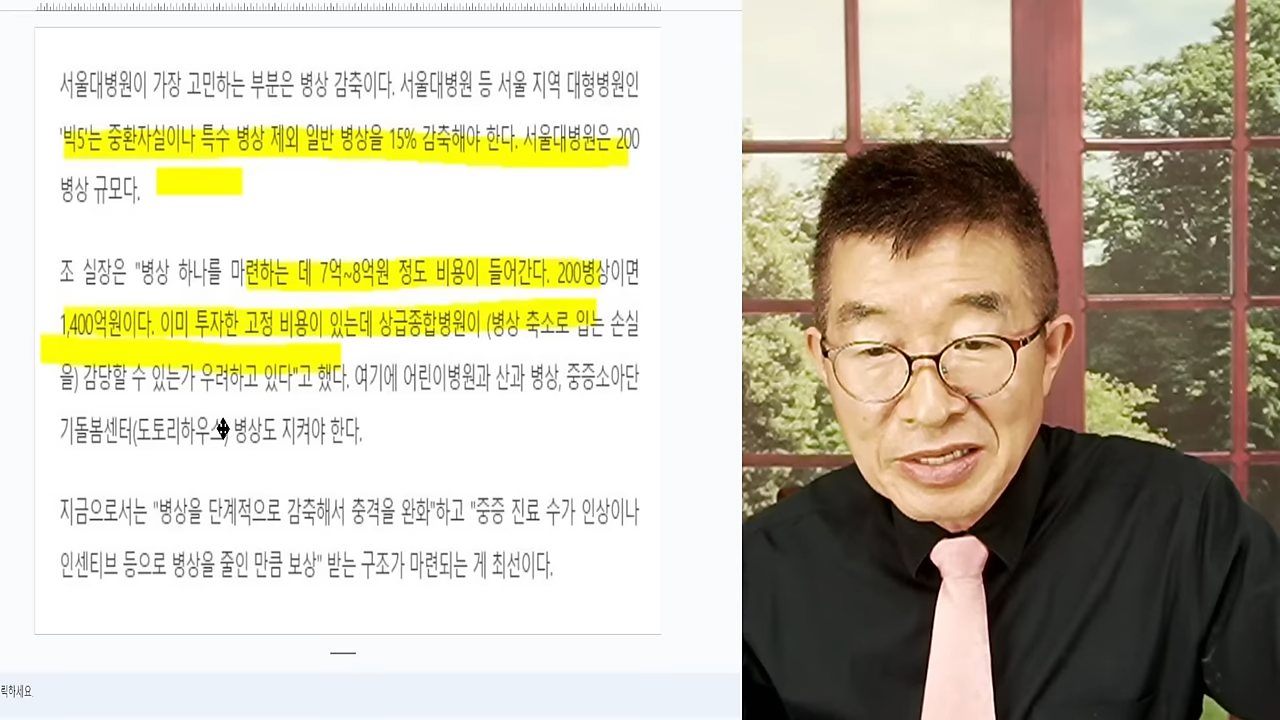 서울대병원이 가장 고민하는 부분은 병상 감축이다. 서울대병원 등 서울 지역 대형병원인
'빅5'는 중환자실이나 특수 병상 제외 일반 병상을 15% 감축해야 한다. 서울대병원은 200
병상 규모다.
조 실장은 "병상 하나를 마련하는 데 7억~8억원 정도 비용이 들어간다. 200병상이면
1,400억원이다. 이미 투자한 고정 비용이 있는데 상급종합병원이 (병상 축소로 입는 손실
을) 감당할 수 있는가 우려하고 있다"고 했다. 여기에 어린이병원과 산과 병상, 중증소아단
기돌봄센터(도토리하우스) 병상도 지켜야 한다.
지금으로서는 "병상을 단계적으로 감축해서 충격을 완화"하고 "중증 진료 수가 인상이나
인센티브 등으로 병상을 줄인 만큼 보상" 받는 구조가 마련되는 게 최선이다.
릭하세요.